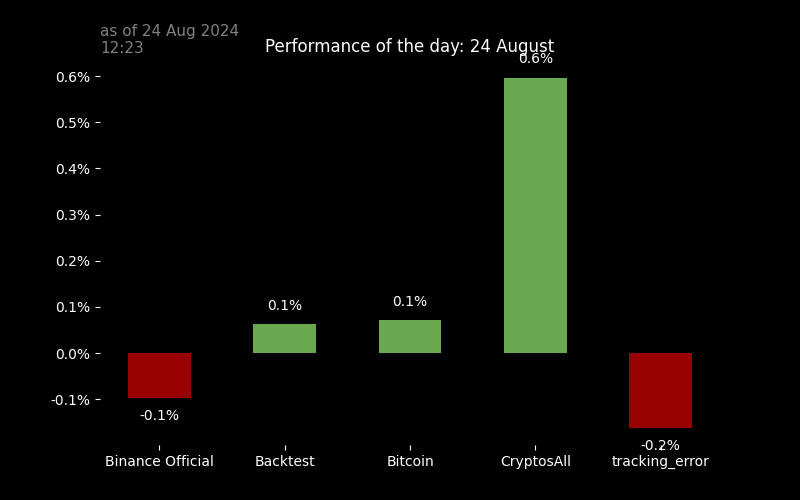 as of 24 Aug 2024
12:23
Performance of the day: 24 August
0.6%
0.6%
0.5%
0.4%
0.3%
0.2%
0.1%
0.1%
0.1%
0.0%
-0.1%
-0.1%
-0.2%
Binance Official
Backtest
Bitcoin
CryptosAll
tracking_error